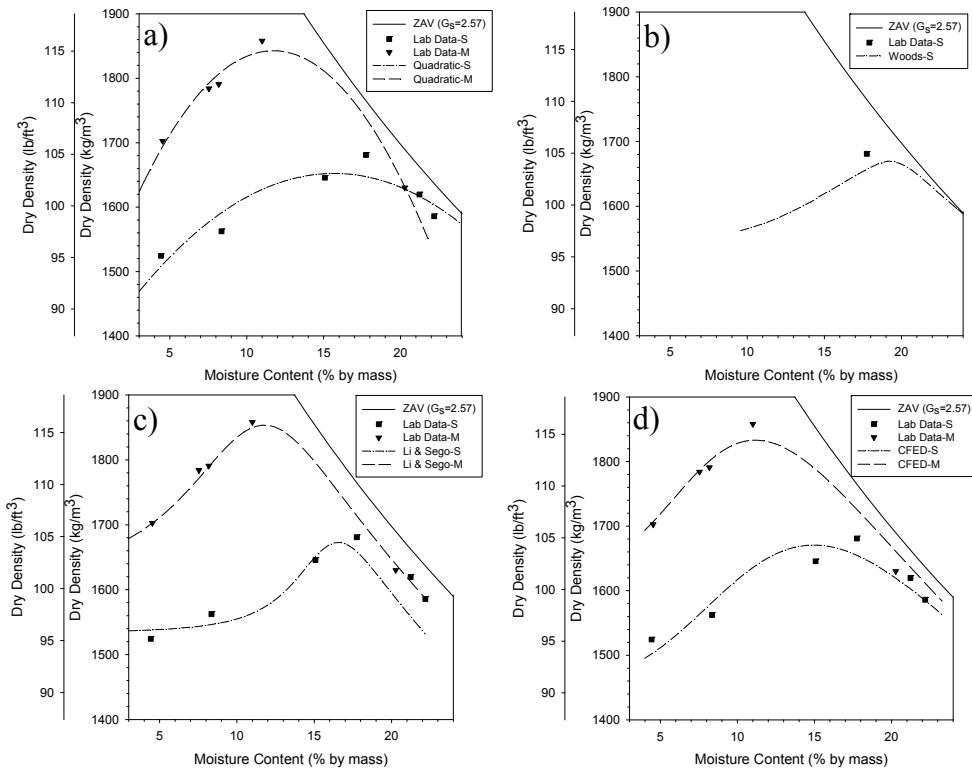 a)
ZAV (Gs=2.57)
Lab Data-S
Lab Data-M
Quadratic-S
Quadratic-M
Dry Density (lb/ft3)
Dry Density (kg/m3)
115
110
105
100
95
90
1900
1800
1700
1600
1500
1400
5 10 15 20
Moisture Content (% by mass)
b)
ZAV (Gs=2.57)
Lab Data-S
Woods-S
Dry Density (lb/ft3)
Dry Density (kg/m3)
115
110
105
100
95
90
1900
1800
1700
1600
1500
1400
5 10 15 20
Moisture Content (% by mass)
c)
ZAV (Gs=2.57)
Lab Data-S
Lab Data-M
Li & Sego-S
Li & Sego-M
Dry Density (lb/ft3)
Dry Density (kg/m3)
115
110
105
100
95
90
1900
1800
1700
1600
1500
1400
5 10 15 20
Moisture Content (% by mass)
d)
ZAV (Gs=2.57)
Lab Data-S
Lab Data-M
CFED-S
CFED-M
Dry Density (lb/ft3)
Dry Density (kg/m3)
115
110
105
100
95
90
1900
1800
1700
1600
1500
1400
5 10 15 20
Moisture Content (% by mass)